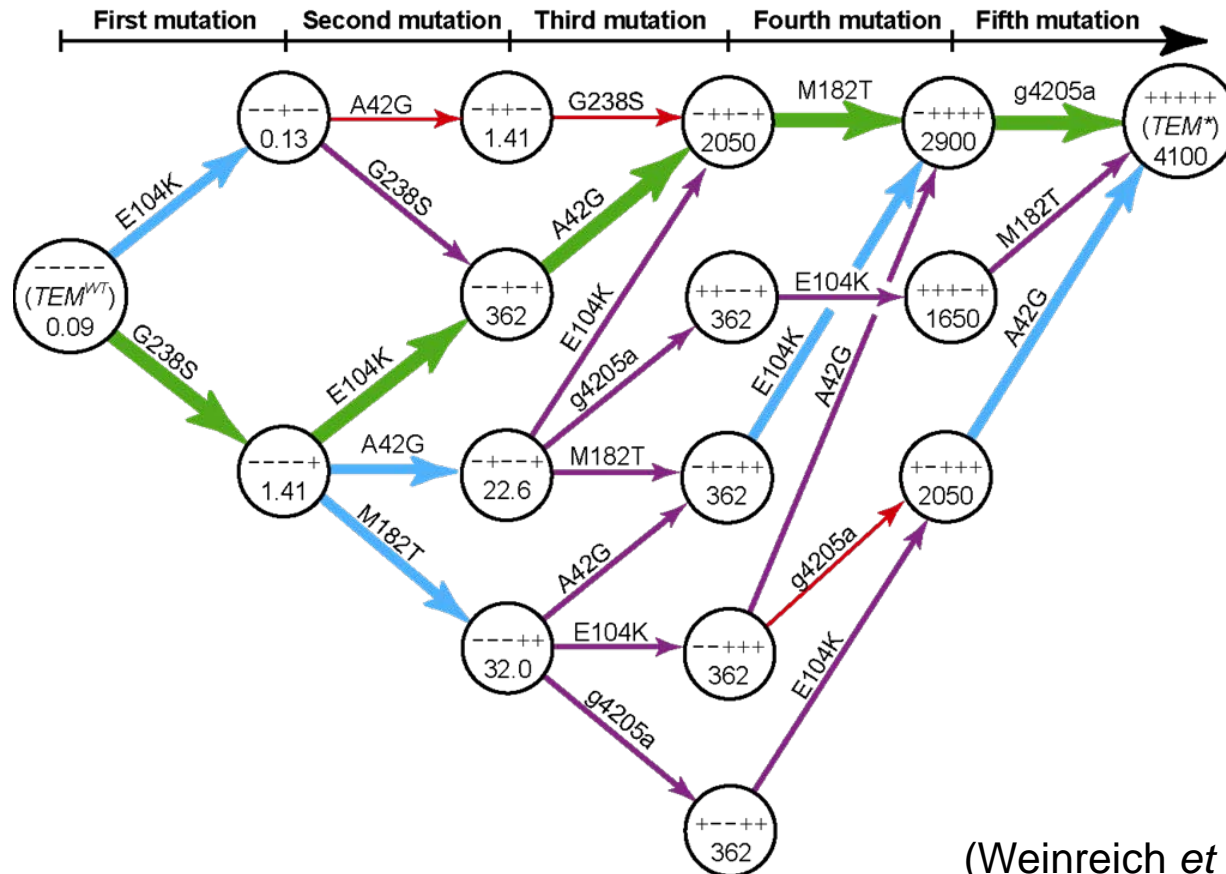 First mutation Second mutation Third mutation Fourth mutation Fifth mutation
−−+−−
0.13
A42G
−++−−
1.41
G238S
−++−+
2050
M182T
−++++
2900
g4205a
+++++
(TEM*)
4100
E104K
G238S
A42G
M182T
−−−−−
(TEM^WT)
0.09
−−+−+
362
E104K
++−−+
362
E104K
+++−+
1650
G238S
E104K
g4205a
E104K
A42G
A42G
−−−−+
1.41
A42G
−+−−+
22.6
M182T
−+−++
362
+−+++
2050
M182T
A42G
g4205a
−−−++
32.0
E104K
−−+++
362
E104K
g4205a
+−−++
362
(Weinreich et